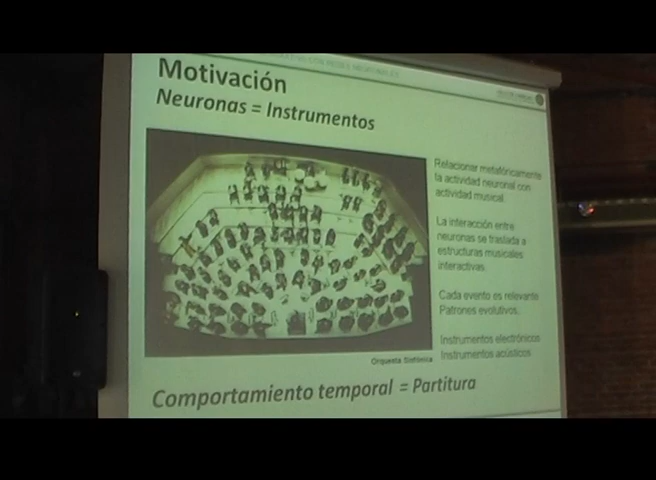 Motivación
Neuronas = Instrumentos
Relacionar metafóricamente
la actividad neuronal con
actividad musical.
La interacción entre
neuronas se traslada a
estructuras musicales
interactivas.
Cada evento es relevante
Patrones evolutivos.
Instrumentos electrónicos
Instrumentos acústicos
Orquesta Sinfónica
Comportamiento temporal = Partitura